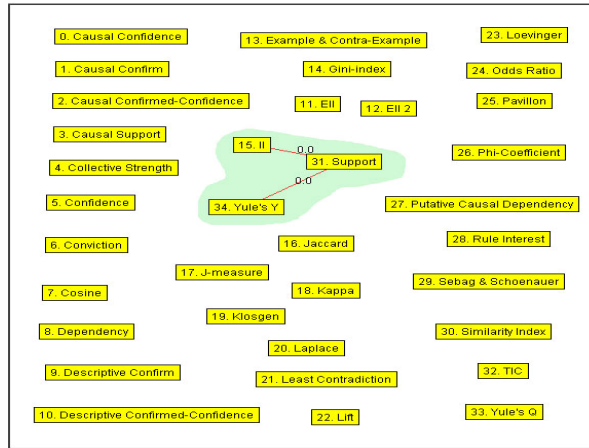 0. Causal Confidence
1. Causal Confirm
2. Causal Confirmed-Confidence
3. Causal Support
4. Collective Strength
5. Confidence
6. Conviction
7. Cosine
8. Dependency
9. Descriptive Confirm
10. Descriptive Confirmed-Confidence
13. Example & Contra-Example
14. Gini-index
11. EII
12. EII 2
15. II
0.0
31. Support
0.0
34. Yule's Y
16. Jaccard
17. J-measure
18. Kappa
19. Klosgen
20. Laplace
21. Least Contradiction
22. Lift
23. Loevinger
24. Odds Ratio
25. Pavillon
26. Phi-Coefficient
27. Putative Causal Dependency
28. Rule Interest
29. Sebag & Schoenauer
30. Similarity Index
32. TIC
33. Yule's Q